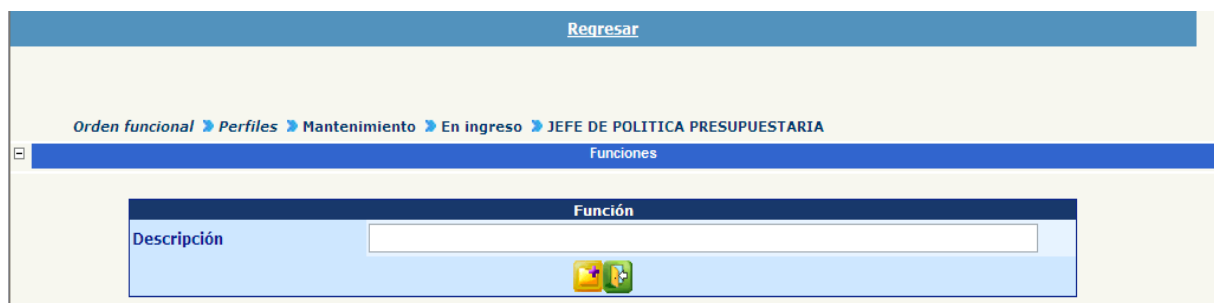 Regresar
Orden funcional Perfiles Mantenimiento En ingreso JEFE DE POLITICA PRESUPUESTARIA
Funciones
Función
Descripción